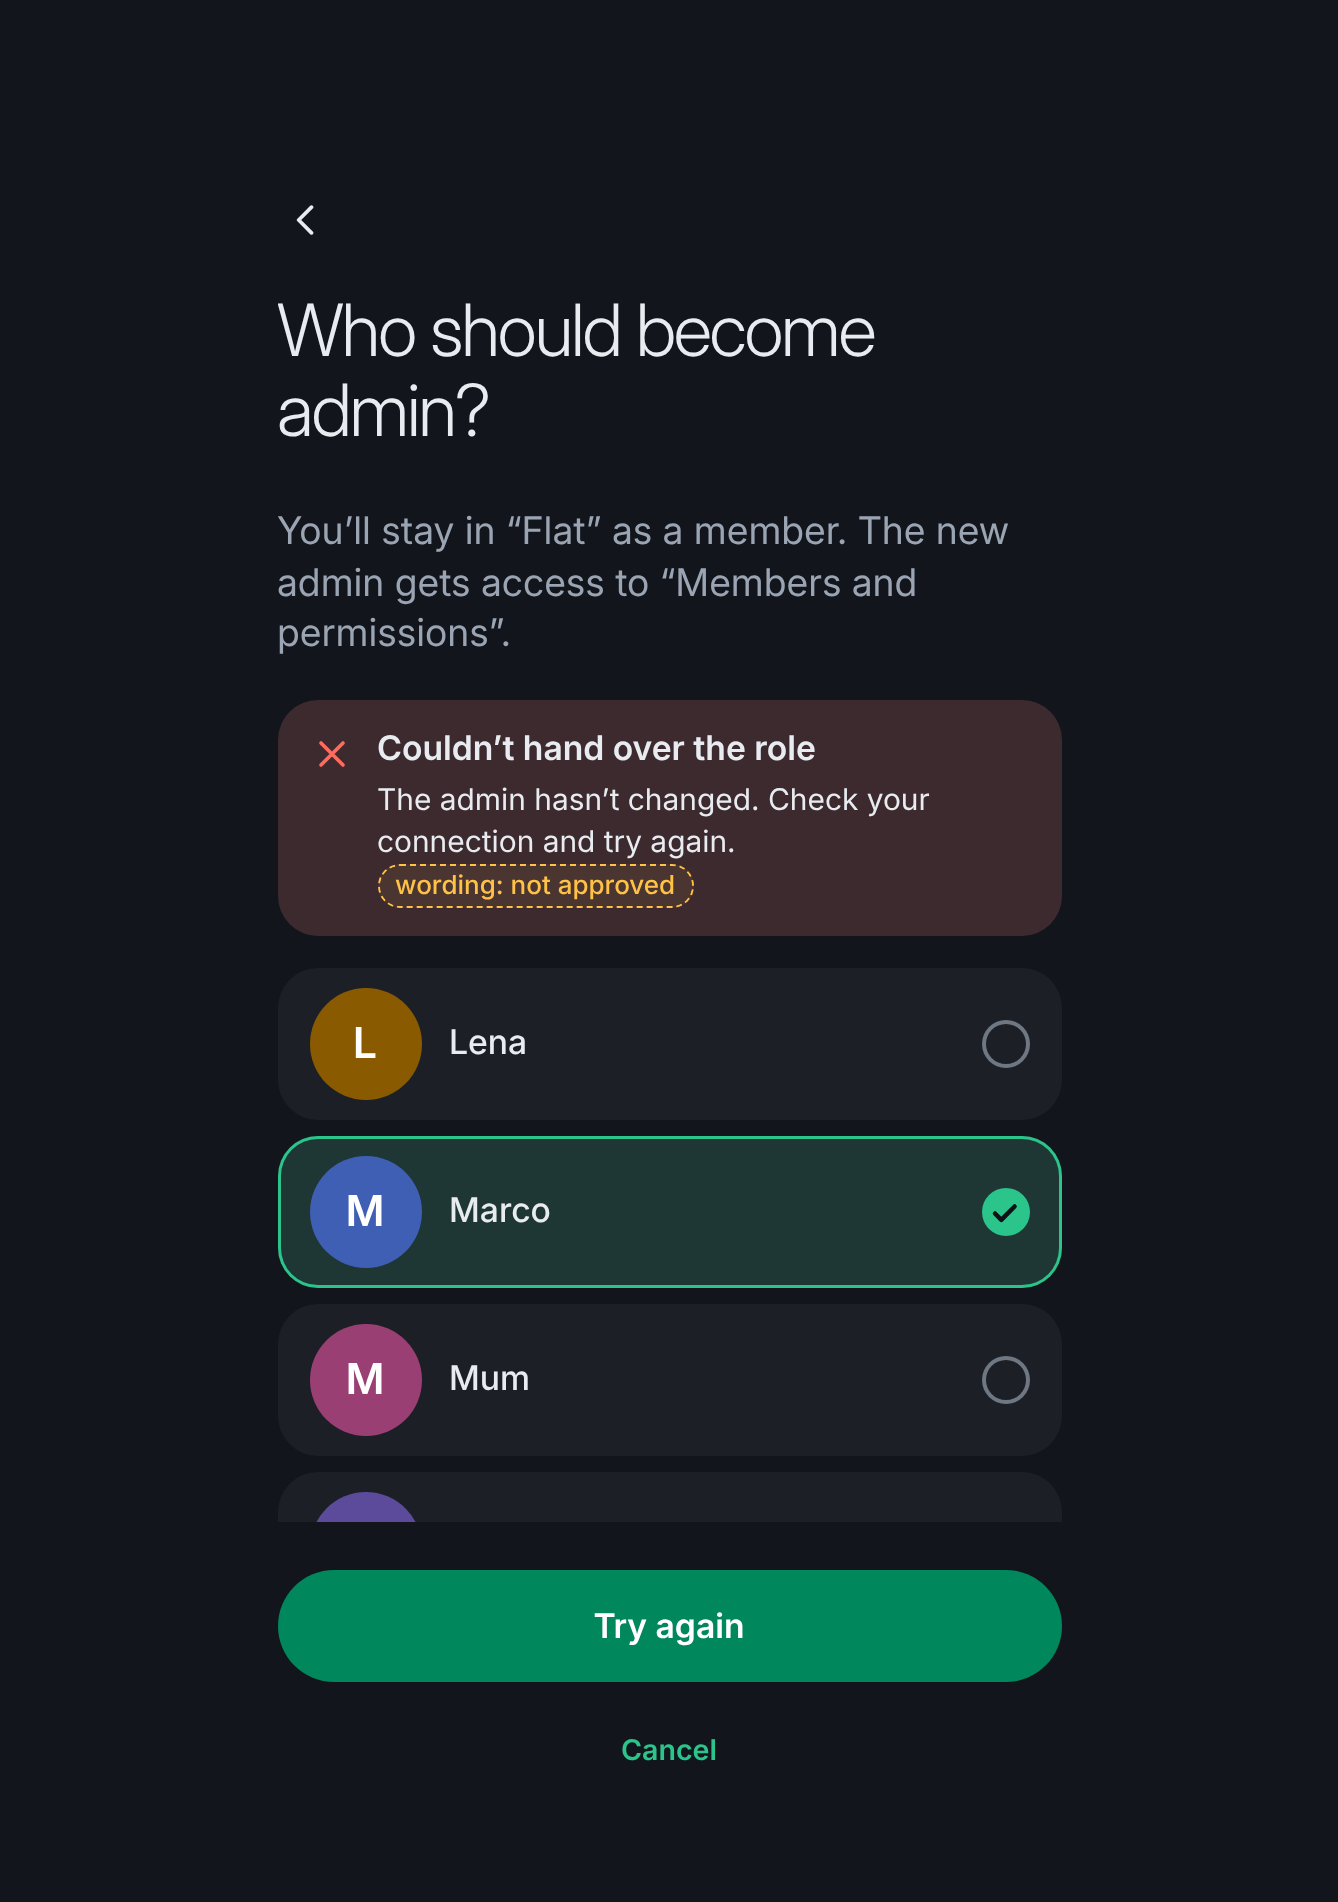 Who should become
admin?
You’ll stay in “Flat” as a member. The new
admin gets access to “Members and
permissions”.
Couldn’t hand over the role
The admin hasn’t changed. Check your
connection and try again.
wording: not approved
L Lena
M Marco
M Mum
Try again
Cancel